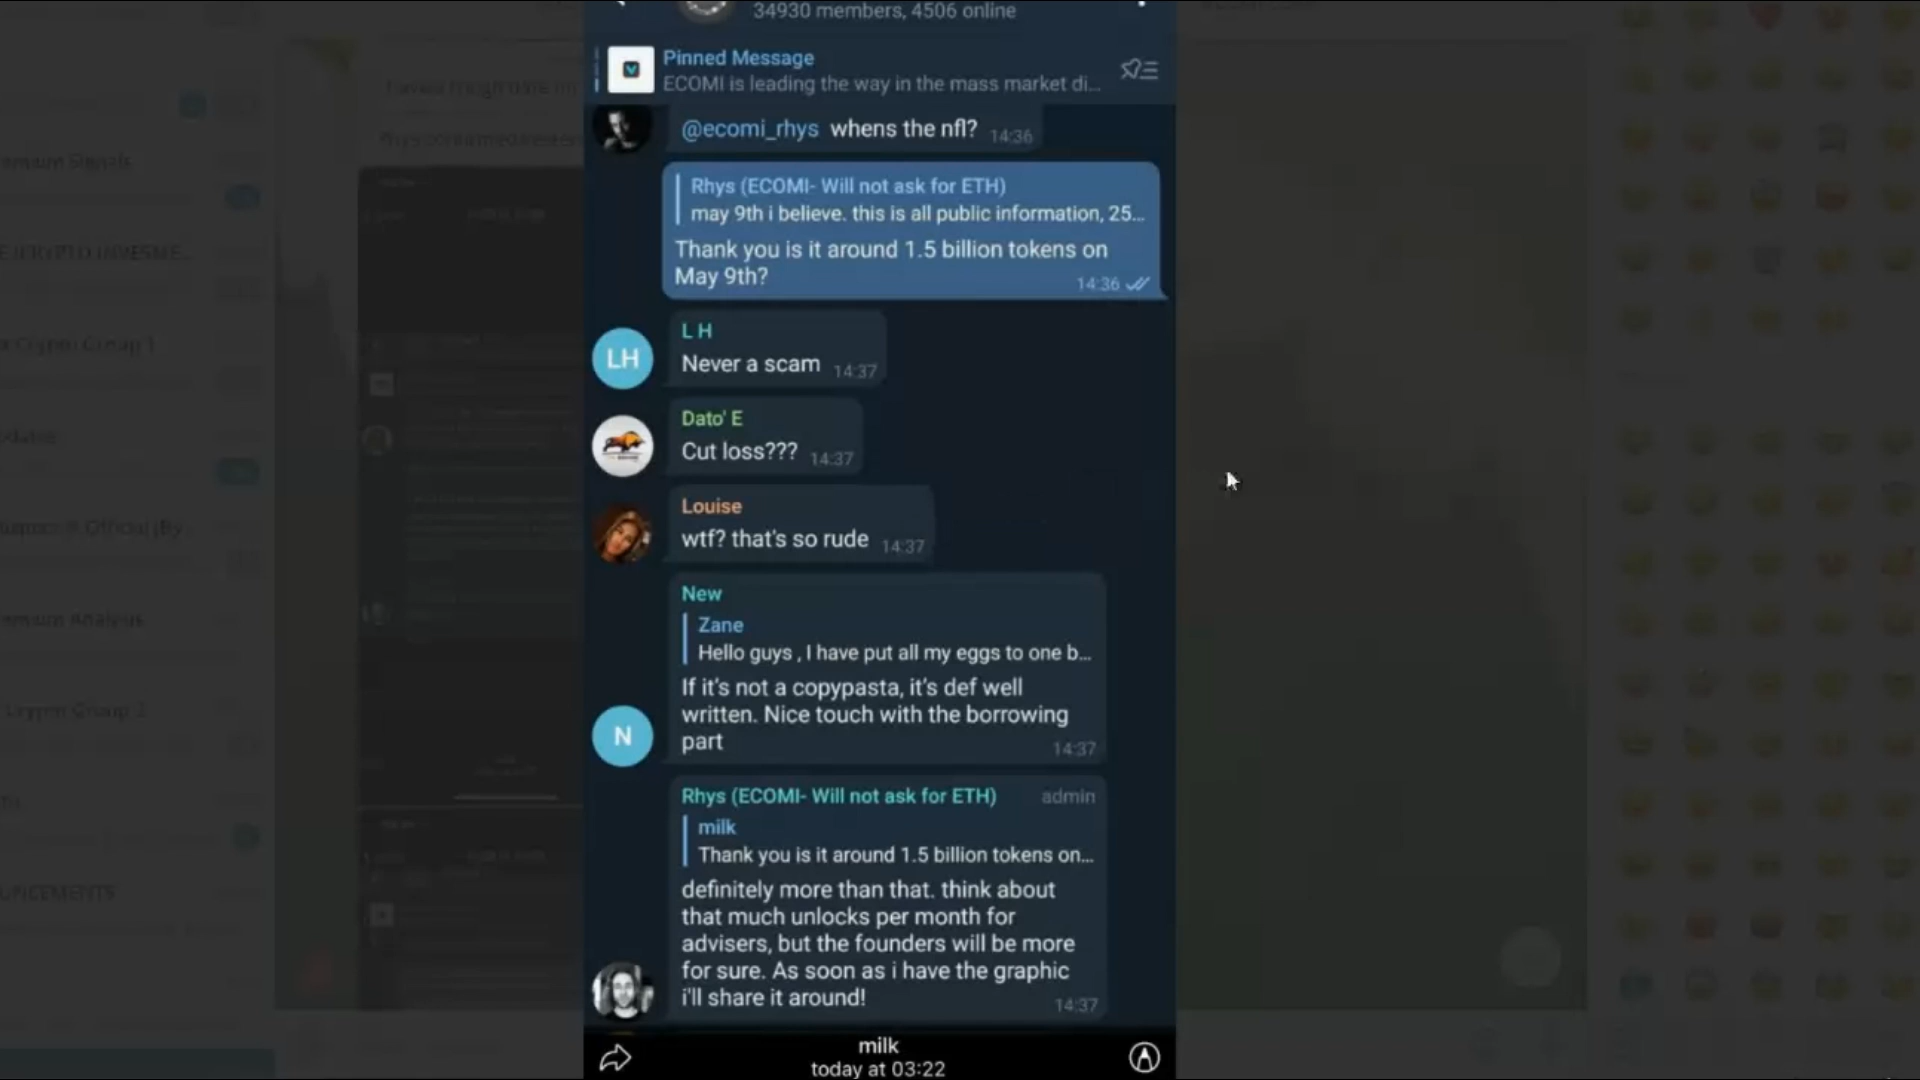 34930 members, 4506 online
Pinned Message
ECOMI is leading the way in the mass market di...
@ecomi_rhys whens the nfl? 14:36
Rhys (ECOMI- Will not ask for ETH)
may 9th i believe. this is all public information, 25...
Thank you is it around 1.5 billion tokens on
May 9th?
14:36
L H
LH
Never a scam 14:37
Dato' E
Cut loss??? 14:37
Louise
wtf? that's so rude 14:37
New
Zane
Hello guys , I have put all my eggs to one b...
If it's not a copypasta, it's def well
written. Nice touch with the borrowing
part
14:37
N
Rhys (ECOMI- Will not ask for ETH) admin
milk
Thank you is it around 1.5 billion tokens on...
definitely more than that. think about
that much unlocks per month for
advisers, but the founders will be more
for sure. As soon as i have the graphic
i'll share it around!
14:37
milk
today at 03:22